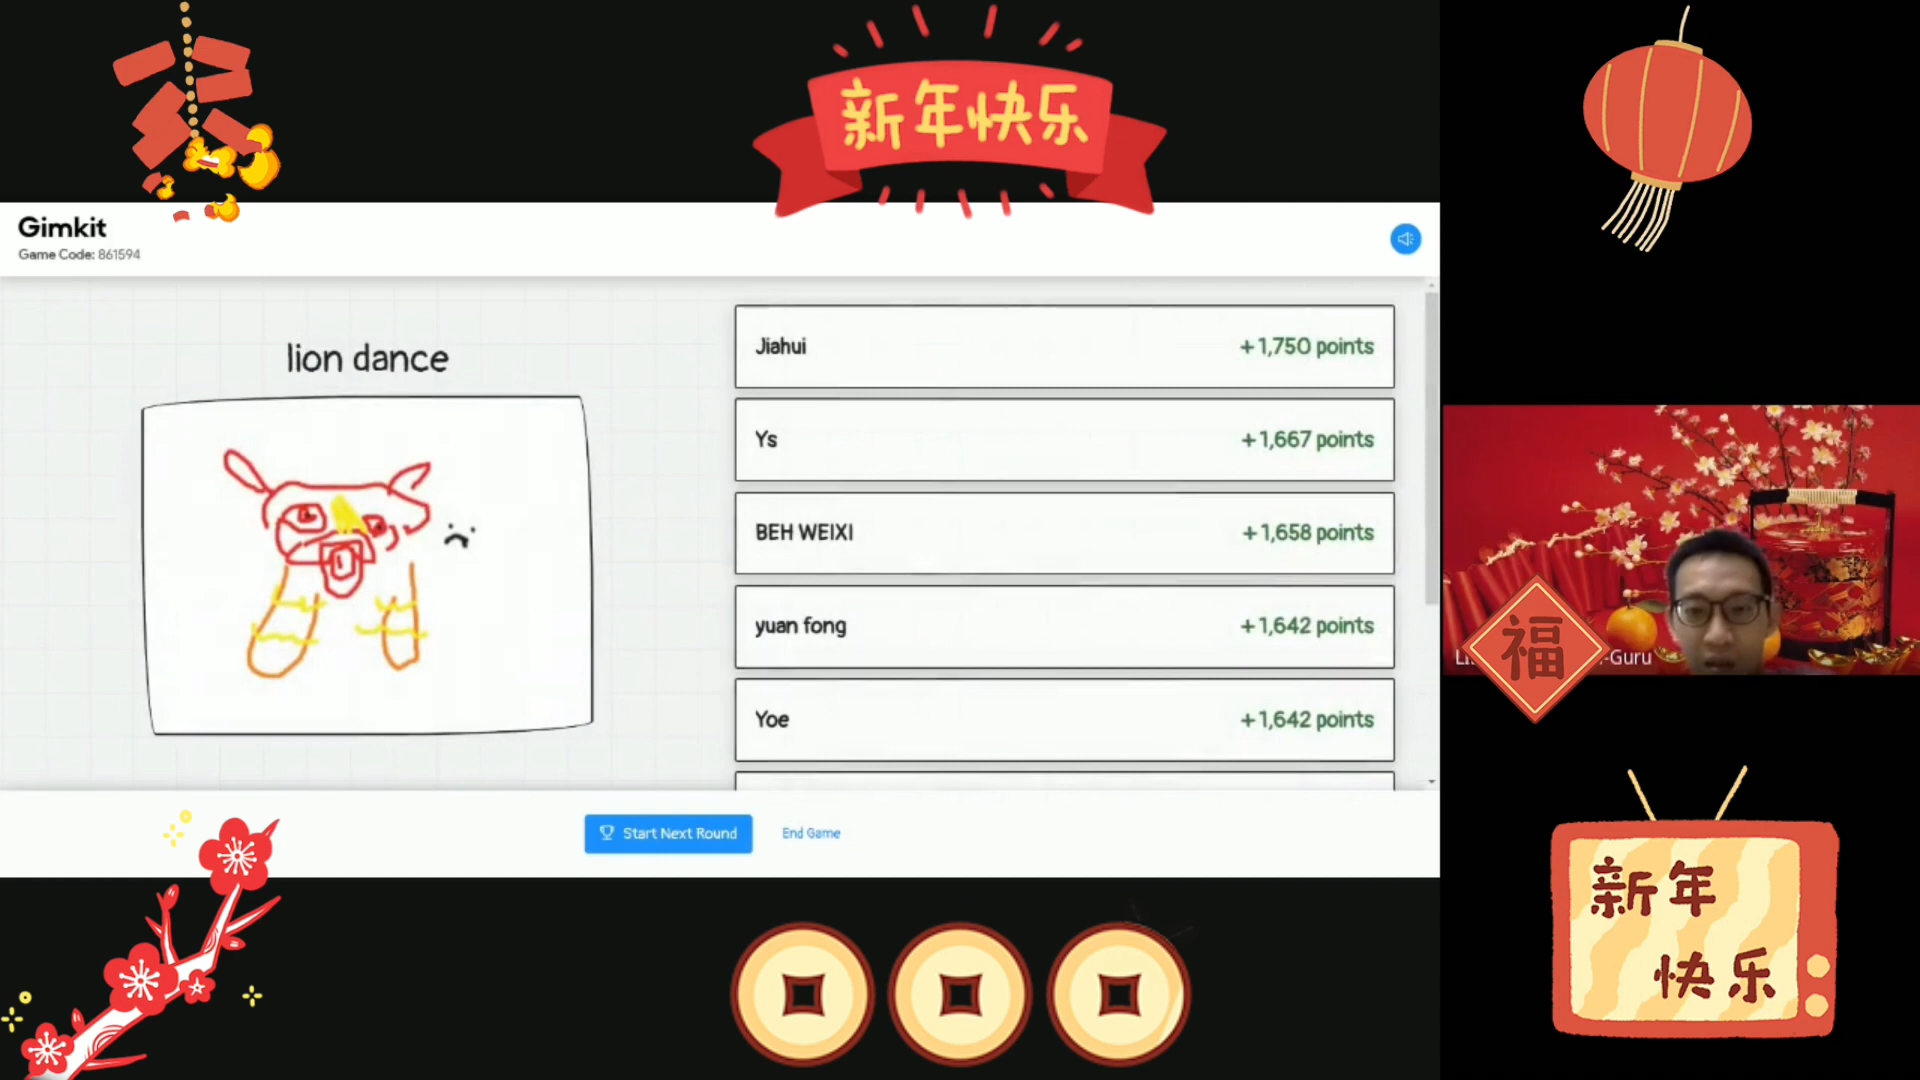 新年快乐
Gimkit
Game Code: 861594
lion dance
Jiahui +1,750 points
Ys +1,667 points
BEH WEIXI +1,658 points
yuan fong +1,642 points
Yoe +1,642 points
Start Next Round End Game
福
-Guru
新年
快乐